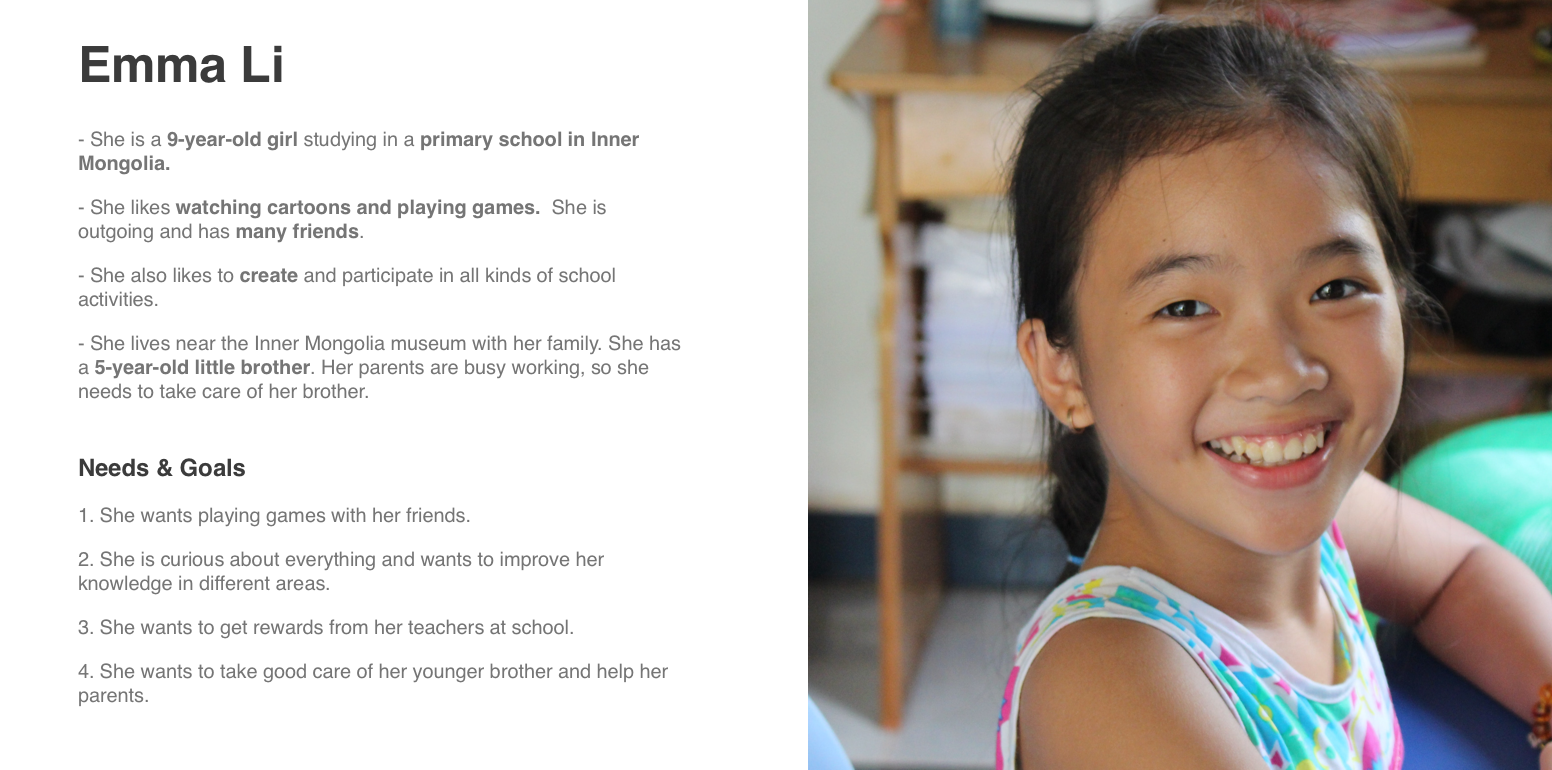 Emma Li
- She is a 9-year-old girl studying in a primary school in Inner
Mongolia.
- She likes watching cartoons and playing games.  She is
outgoing and has many friends.
- She also likes to create and participate in all kinds of school
activities.
- She lives near the Inner Mongolia museum with her family. She has
a 5-year-old little brother. Her parents are busy working, so she
needs to take care of her brother.
Needs & Goals
1. She wants playing games with her friends.
2. She is curious about everything and wants to improve her
knowledge in different areas.
3. She wants to get rewards from her teachers at school.
4. She wants to take good care of her younger brother and help her
parents.